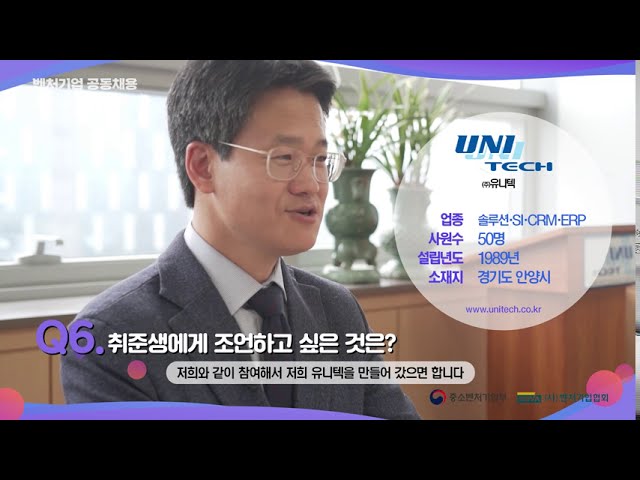 벤처기업 공동채용
UNI
TECH
㈜유니텍
업종 솔루션·SI·CRM·ERP
사원수 50명
설립년도 1989년
소재지 경기도 안양시
www.unitech.co.kr
Q6. 취준생에게 조언하고 싶은 것은?
저희와 같이 참여해서 저희 유니텍을 만들어 갔으면 합니다
중소벤처기업부
(사)벤처기업협회